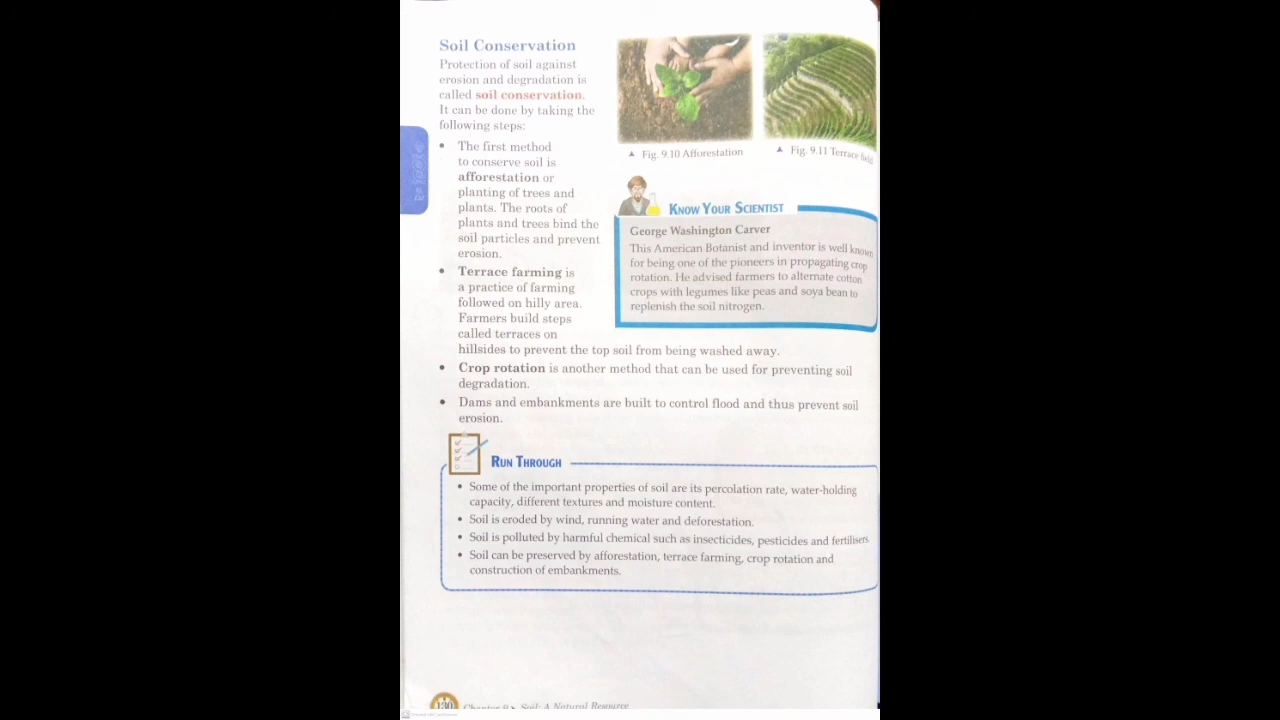 Soil Conservation
Protection of soil against
erosion and degradation is
called soil conservation.
It can be done by taking the
following steps:
• The first method
to conserve soil is
afforestation or
planting of trees and
plants. The roots of
plants and trees bind the
soil particles and prevent
erosion.
• Terrace farming is
a practice of farming
followed on hilly area.
Farmers build steps
called terraces on
hillsides to prevent the top soil from being washed away.
• Crop rotation is another method that can be used for preventing soil
degradation.
• Dams and embankments are built to control flood and thus prevent soil
erosion.
▲ Fig. 9.10 Afforestation
▲ Fig. 9.11 Terrace field
KNOW YOUR SCIENTIST
George Washington Carver
This American Botanist and inventor is well known
for being one of the pioneers in propagating crop
rotation. He advised farmers to alternate cotton
crops with legumes like peas and soya bean to
replenish the soil nitrogen.
RUN THROUGH
• Some of the important properties of soil are its percolation rate, water-holding
capacity, different textures and moisture content.
• Soil is eroded by wind, running water and deforestation.
• Soil is polluted by harmful chemical such as insecticides, pesticides and fertilisers.
• Soil can be preserved by afforestation, terrace farming, crop rotation and
construction of embankments.
130 Chapter 9 ▸ Soil: A Natural Resource